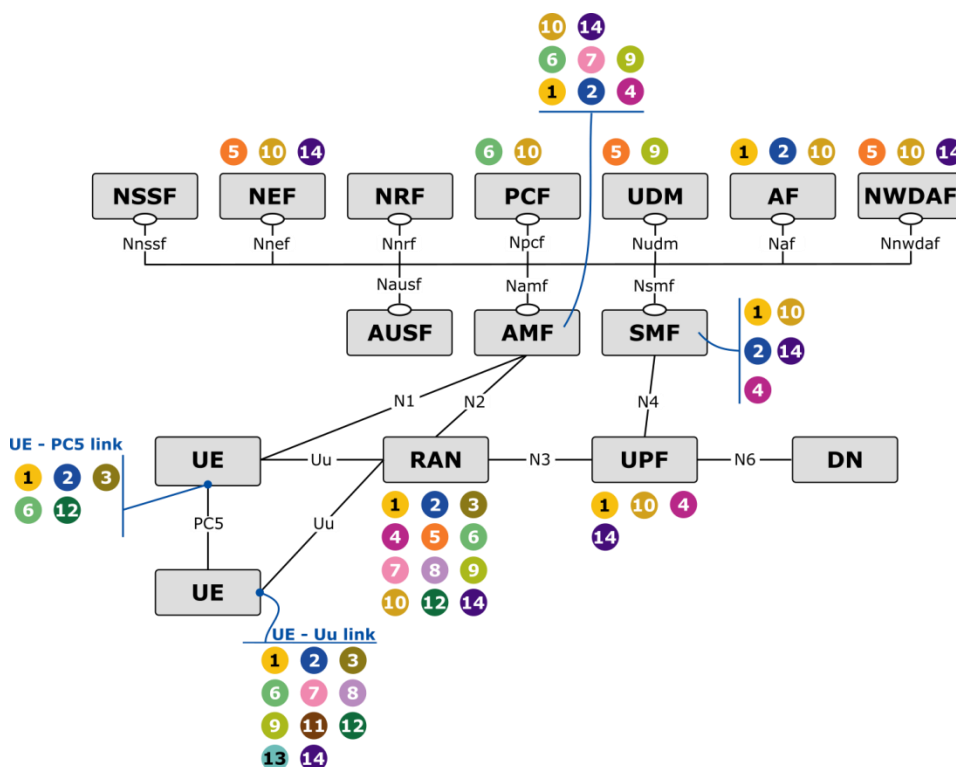 10 14
6 7 9
1 2 4
5 10 14
6 10
5 9
1 2 10
5 10 14
NSSF NEF NRF PCF UDM AF NWDAF
Nnssf Nnef Nnrf Npcf Nudm Naf Nnwdaf
Nausf Namf Nsmf
AUSF AMF SMF
1 10
2 14
4
N1 N2 N4
UE - PC5 link
1 2 3
6 12
UE Uu RAN N3 UPF N6 DN
1 2 3
4 5 6
7 8 9
10 12 14
1 10 4
14
PC5 Uu
UE
UE - Uu link
1 2 3
6 7 8
9 11 12
13 14